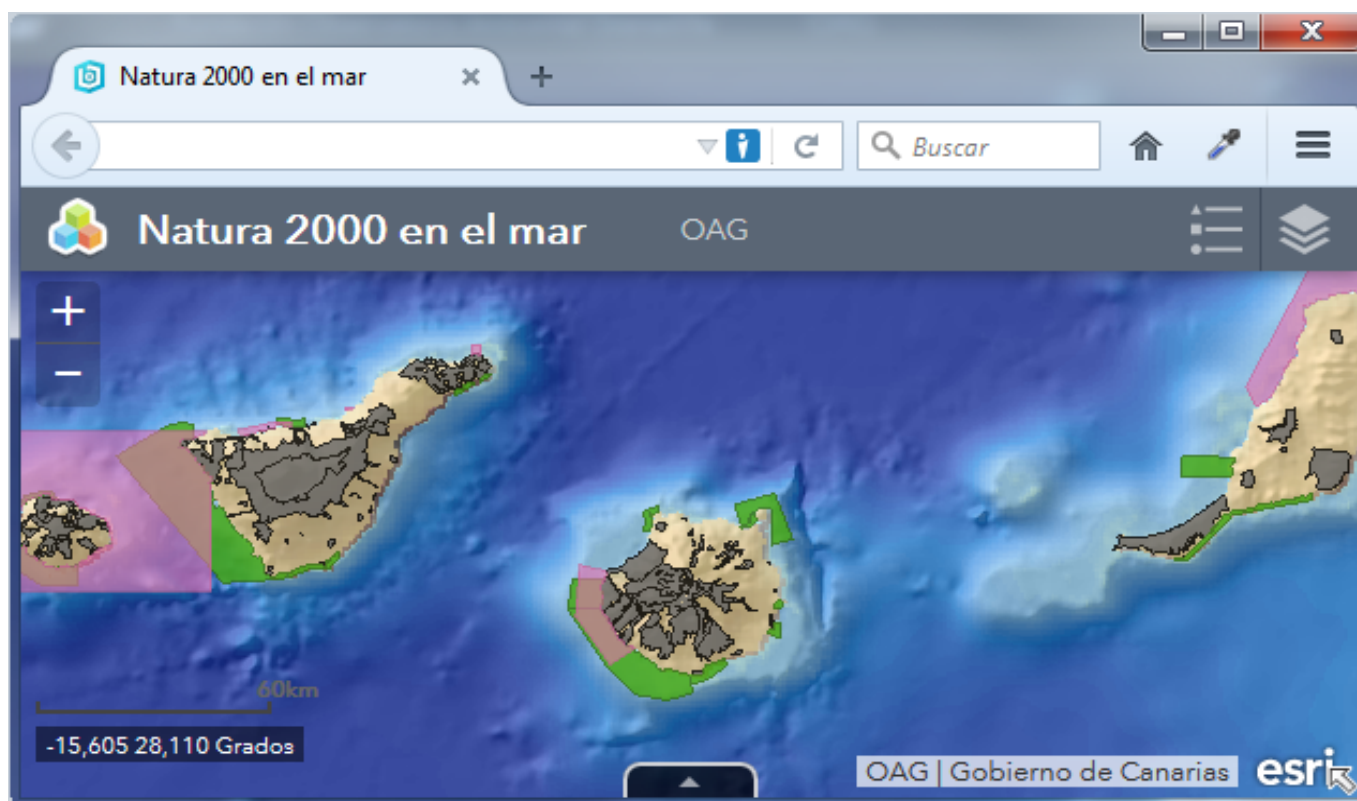 Natura 2000 en el mar
Buscar
Natura 2000 en el mar OAG
60km
-15,605 28,110 Grados
OAG | Gobierno de Canarias
esri